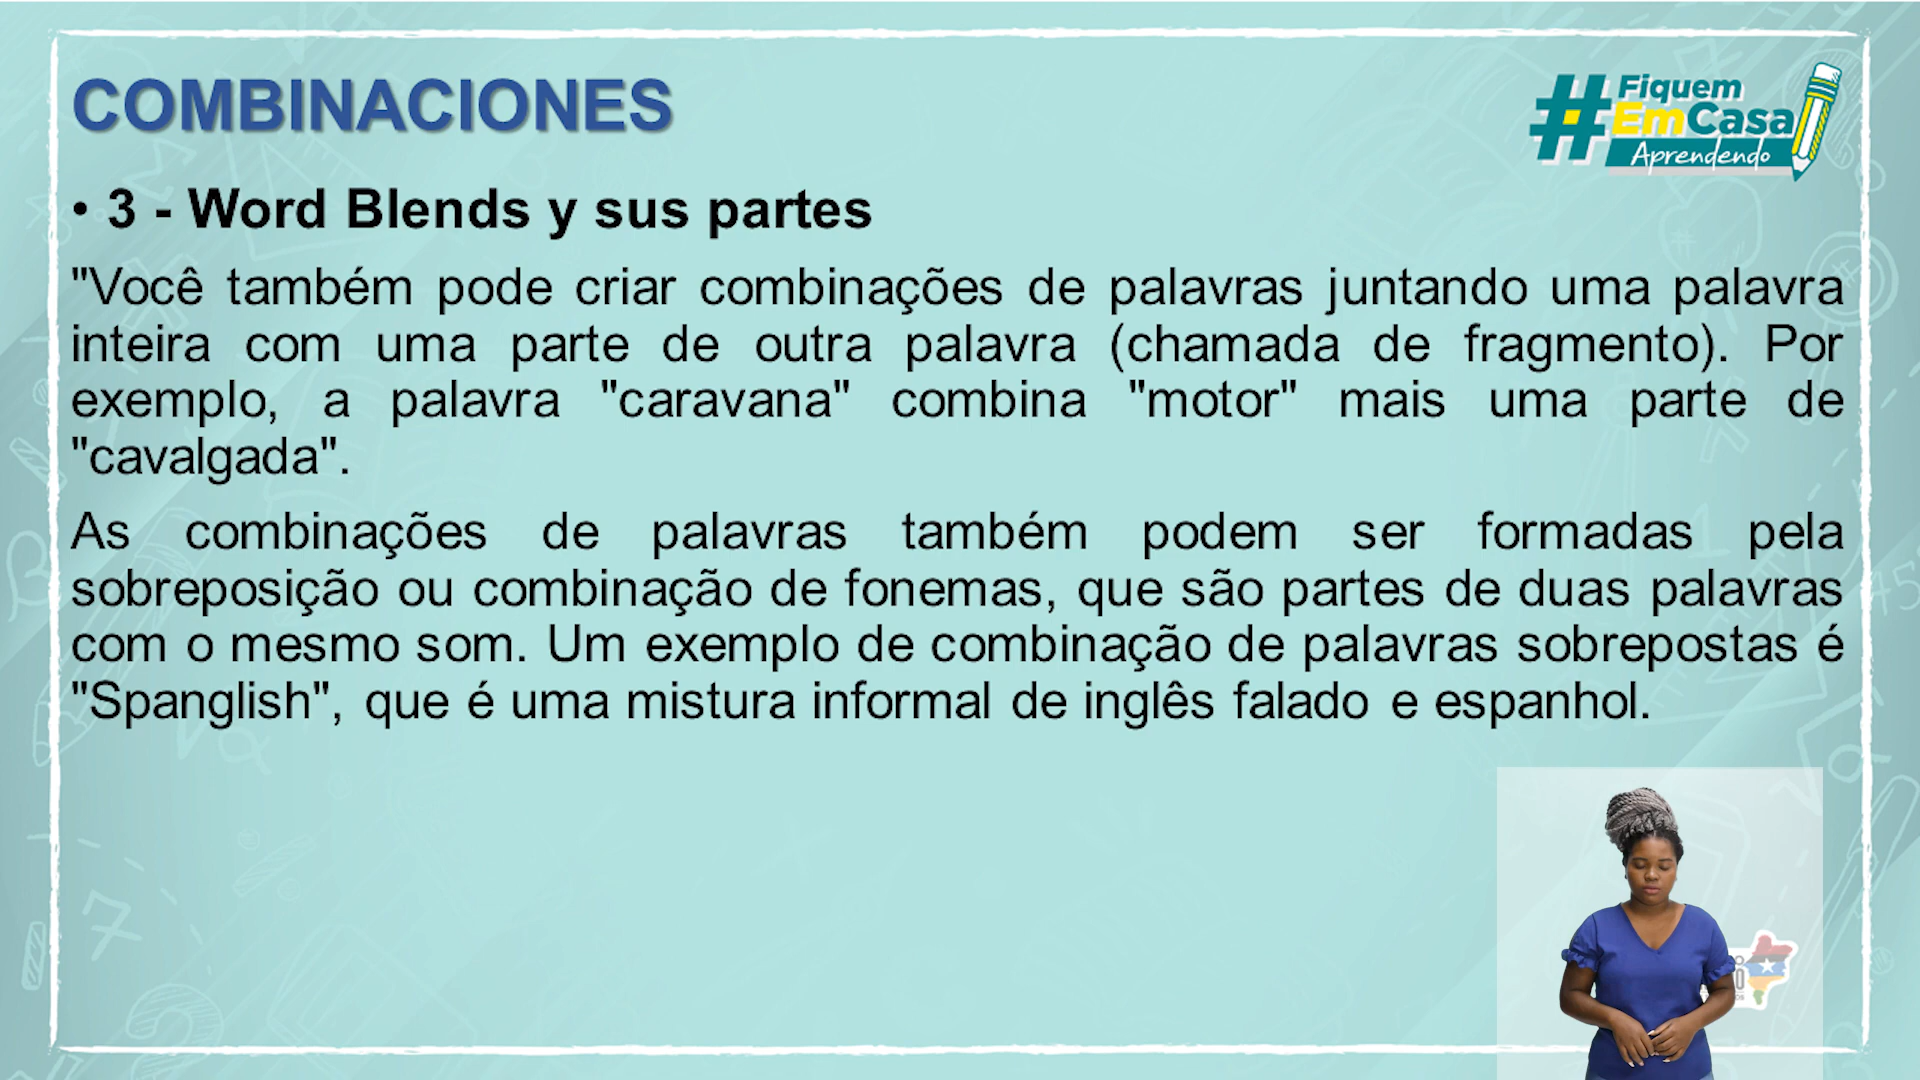 COMBINACIONES
#Fiquem
EmCasa
Aprendendo
• 3 - Word Blends y sus partes
"Você também pode criar combinações de palavras juntando uma palavra
inteira com uma parte de outra palavra (chamada de fragmento). Por
exemplo, a palavra "caravana" combina "motor" mais uma parte de
"cavalgada".
As combinações de palavras também podem ser formadas pela
sobreposição ou combinação de fonemas, que são partes de duas palavras
com o mesmo som. Um exemplo de combinação de palavras sobrepostas é
"Spanglish", que é uma mistura informal de inglês falado e espanhol.